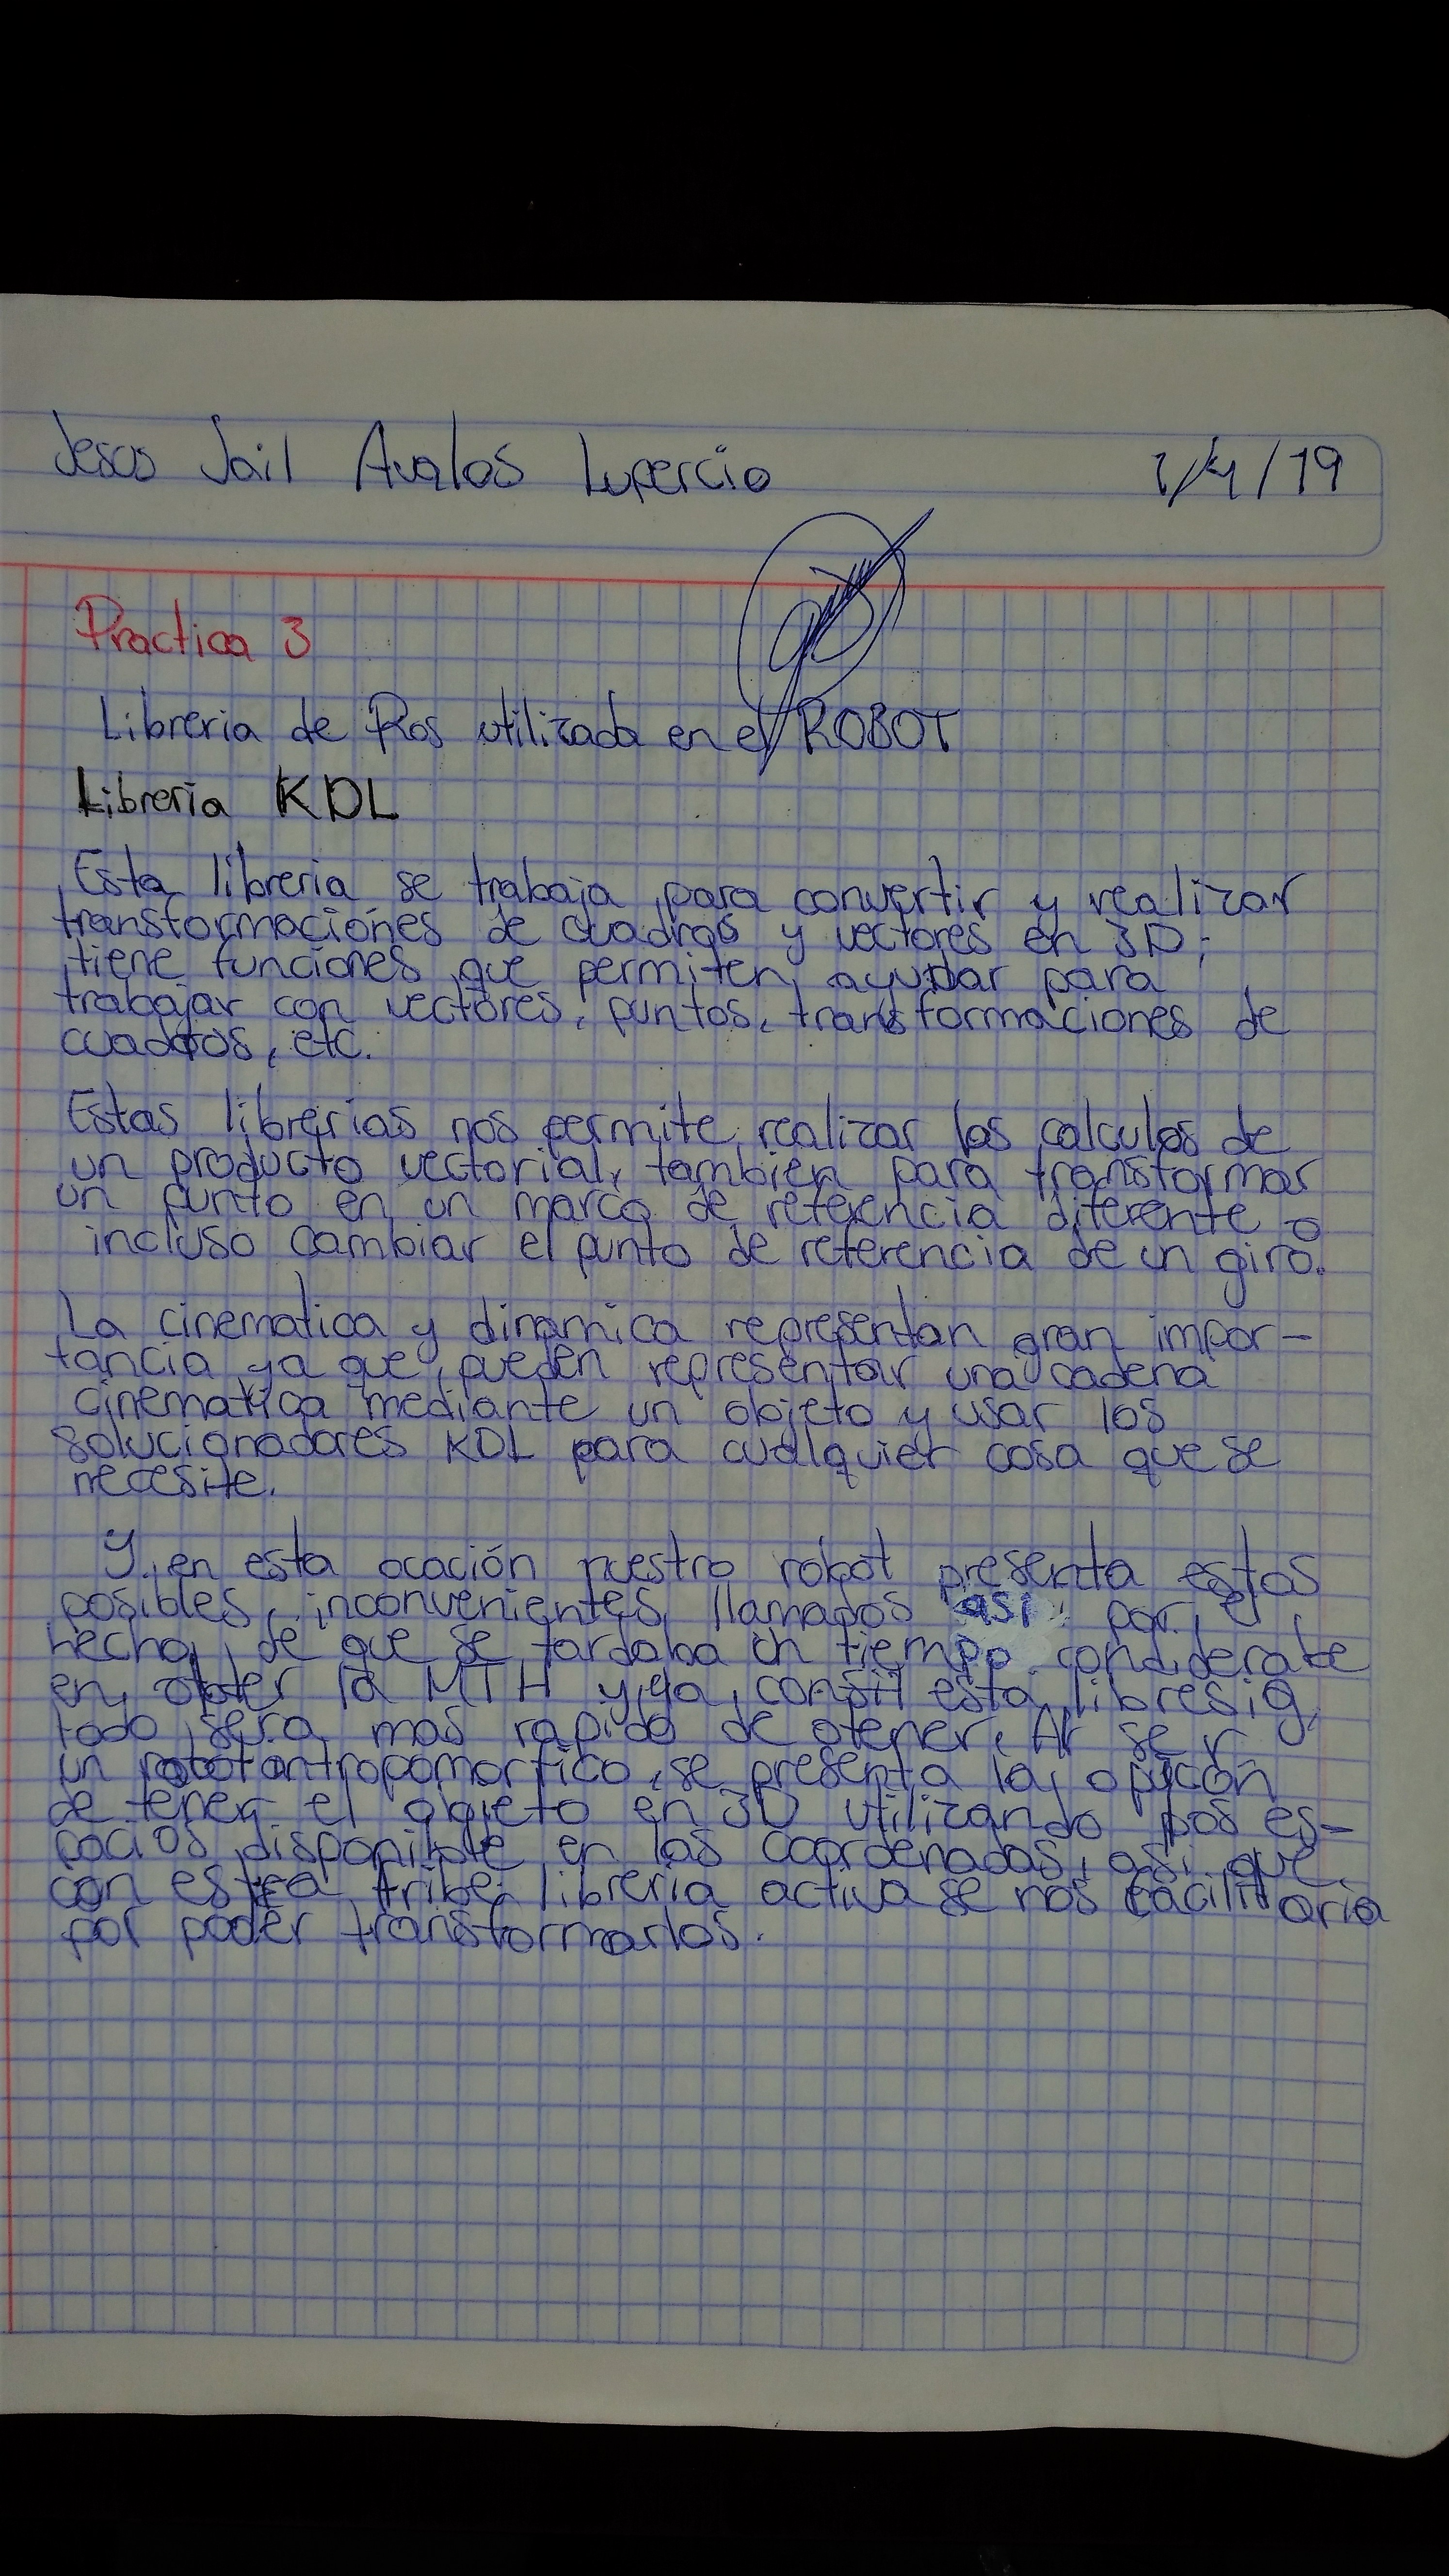 Jesus Jail Avalos Lupercio 1/4/19
Practica 3
Libreria de Ros utilizada en el ROBOT
Libreria KDL
Esta libreria se trabaja para convertir y realizar
transformaciones de cuadros y vectores en 3D;
tiene funciones que permiten ayudar para
trabajar con vectores, puntos, transformaciones de
cuadros, etc.
Estas librerias nos permite realizar los calculos de
un producto vectorial, tambien para transformar
un punto en un marco de referencia diferente o
incluso cambiar el punto de referencia de un giro.
La cinematica y dinamica representan gran impor-
tancia ya que pueden representar una cadena
cinematica mediante un objeto y usar los
solucionadores KDL para cualquier cosa que se
necesite.
Y en esta ocación nuestro robot presenta estos
posibles inconvenientes llamados asi por el
hecho de que se tardaba un tiempo
en la MTH y ya esta
todo sera mas rapido de otener. Al ser
un robot antropomorfico, se presenta la
de tener el objeto en 3D utilizando los es-
pacios disponible en las coordenadas, asi que
con libreria activa se nos facilitaria
por poder transformarlos.